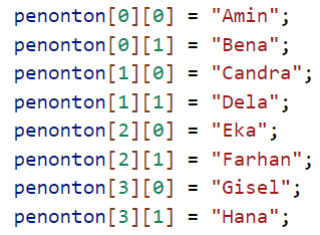 penonton[0][0] = "Amin";
penonton[0][1] = "Bena";
penonton[1][0] = "Candra";
penonton[1][1] = "Dela";
penonton[2][0] = "Eka";
penonton[2][1] = "Farhan";
penonton[3][0] = "Gisel";
penonton[3][1] = "Hana";